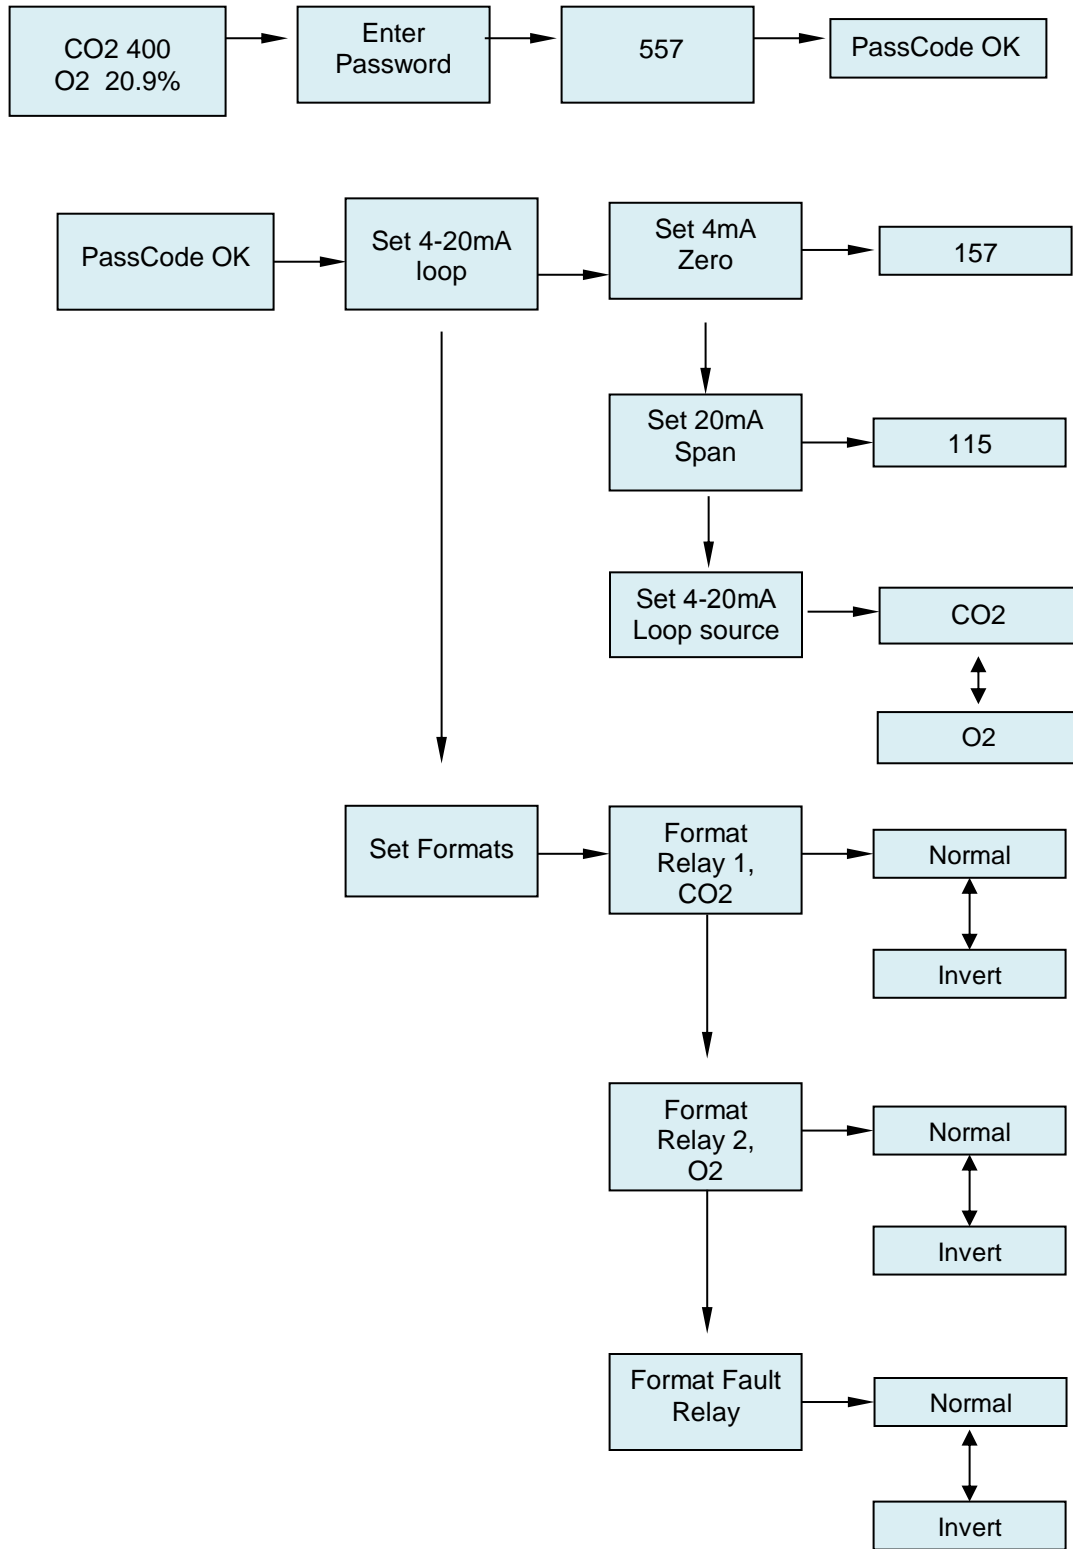 CO2 400
O2  20.9%
Enter
Password
557
PassCode OK
PassCode OK
Set 4-20mA
loop
Set 4mA
Zero
157
Set 20mA
Span
115
Set 4-20mA
Loop source
CO2
O2
Set Formats
Format
Relay 1,
CO2
Normal
Invert
Format
Relay 2,
O2
Normal
Invert
Format Fault
Relay
Normal
Invert